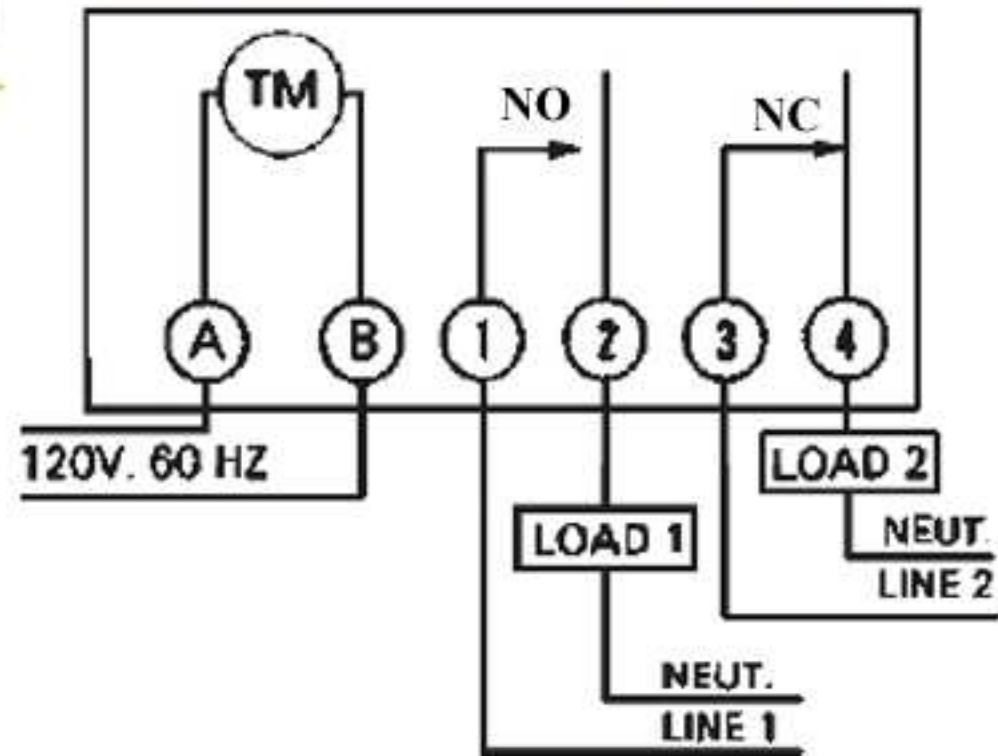 TM
NO
NC
A
B
1
2
3
4
120V. 60 HZ
LOAD 2
LOAD 1
NEUT.
LINE 2
NEUT.
LINE 1